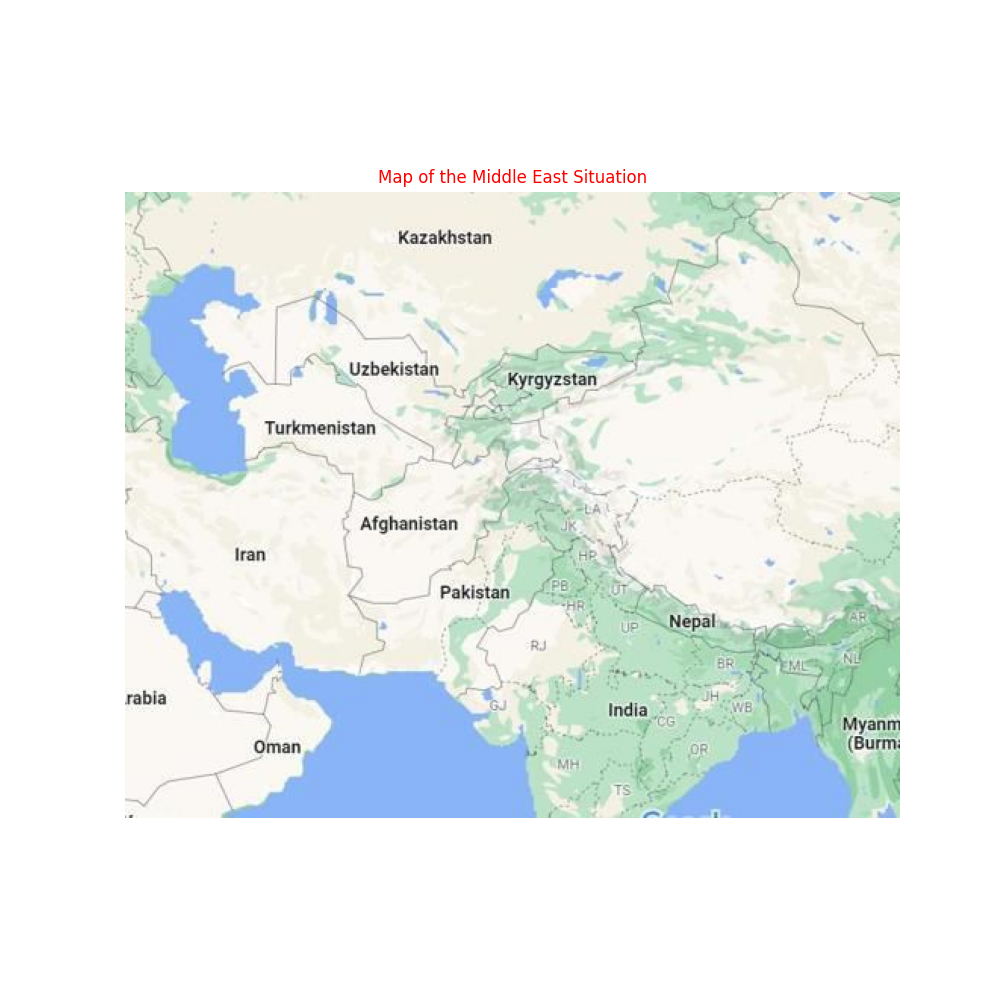 Map of the Middle East Situation
Kazakhstan
Uzbekistan
Kyrgyzstan
Turkmenistan
LA
Afghanistan
JK
Iran
HP
PB
UT
Pakistan
HR
AR
Nepal
UP
RJ
NL
BR
ML
rabia
JH
GJ
WB
India
CG
Myanm
(Burma
Oman
OR
MH
TS